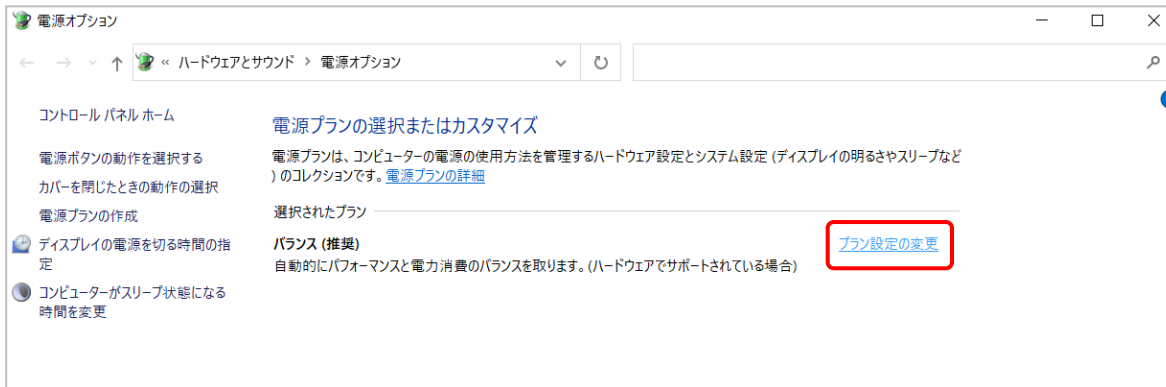 電源オプション
« ハードウェアとサウンド > 電源オプション
コントロール パネル ホーム
電源ボタンの動作を選択する
カバーを閉じたときの動作の選択
電源プランの作成
ディスプレイの電源を切る時間の指
定
コンピューターがスリープ状態になる
時間を変更
電源プランの選択またはカスタマイズ
電源プランは、コンピューターの電源の使用方法を管理するハードウェア設定とシステム設定 (ディスプレイの明るさやスリープなど
) のコレクションです。電源プランの詳細
選択されたプラン
バランス (推奨)
プラン設定の変更
自動的にパフォーマンスと電力消費のバランスを取ります。(ハードウェアでサポートされている場合)